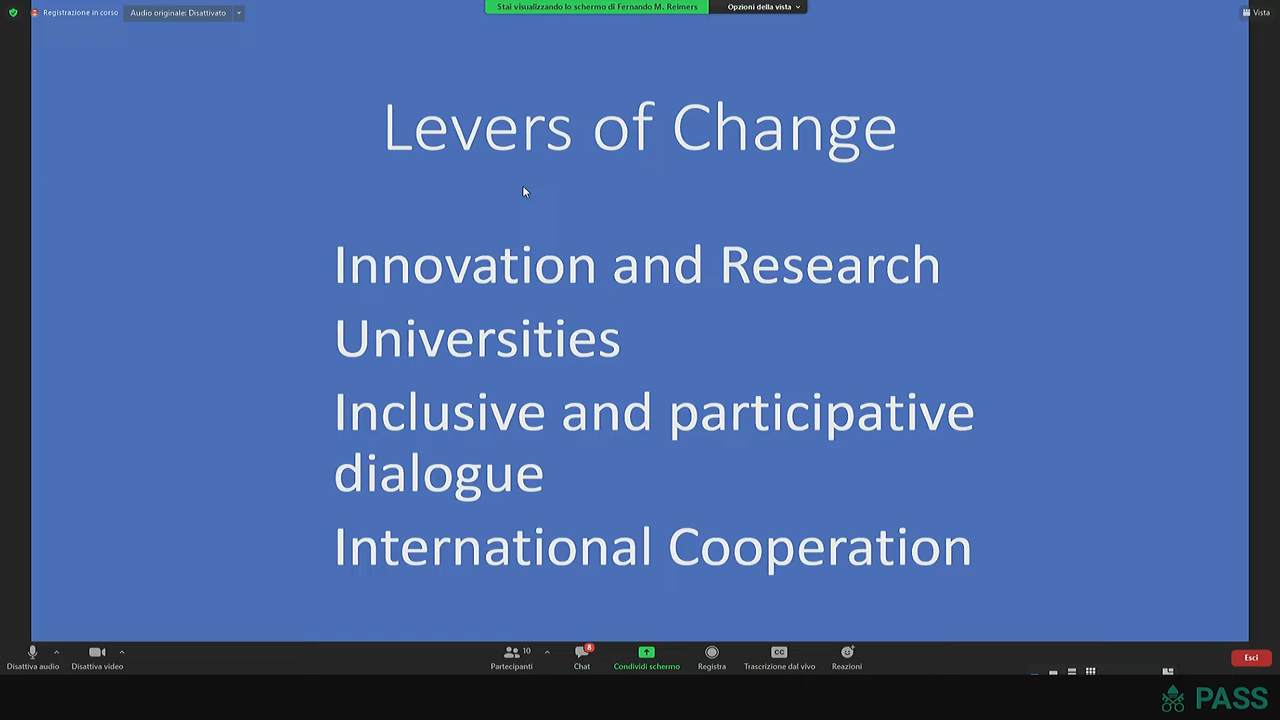 Registrazione in corso
Audio originale: Disattivato
Stai visualizzando lo schermo di Fernando M. Reimers
Opzioni della vista
Vista
Levers of Change
Innovation and Research
Universities
Inclusive and participative
dialogue
International Cooperation
Disattiva audio
Disattiva video
Partecipanti
10
Chat
8
Condividi schermo
Registra
CC
Trascrizione dal vivo
Reazioni
Esci
PASS